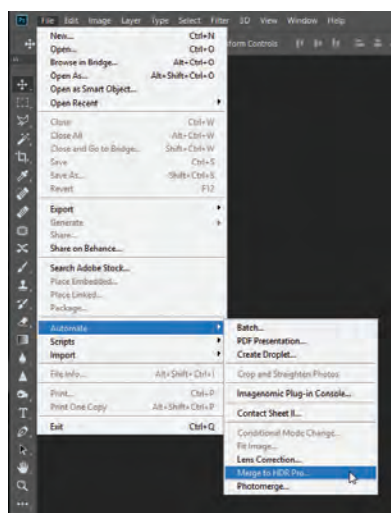 Ps File Edit Image Layer Type Select Filter 3D View Window Help
form Controls
New... Ctrl+N
Open... Ctrl+O
Browse in Bridge... Alt+Ctrl+O
Open As... Alt+Shift+Ctrl+O
Open as Smart Object...
Open Recent
Close Ctrl+W
Close All Alt+Ctrl+W
Close and Go to Bridge... Shift+Ctrl+W
Save Ctrl+S
Save As... Shift+Ctrl+S
Revert F12
Export
Generate
Share...
Share on Behance...
Search Adobe Stock...
Place Embedded...
Place Linked...
Package...
Automate
Scripts
Import
File Info... Alt+Shift+Ctrl+I
Print... Ctrl+P
Print One Copy Alt+Shift+Ctrl+P
Exit Ctrl+Q
Batch...
PDF Presentation...
Create Droplet...
Crop and Straighten Photos
Imagenomic Plug-in Console...
Contact Sheet II...
Conditional Mode Change...
Fit Image...
Lens Correction...
Merge to HDR Pro...
Photomerge...